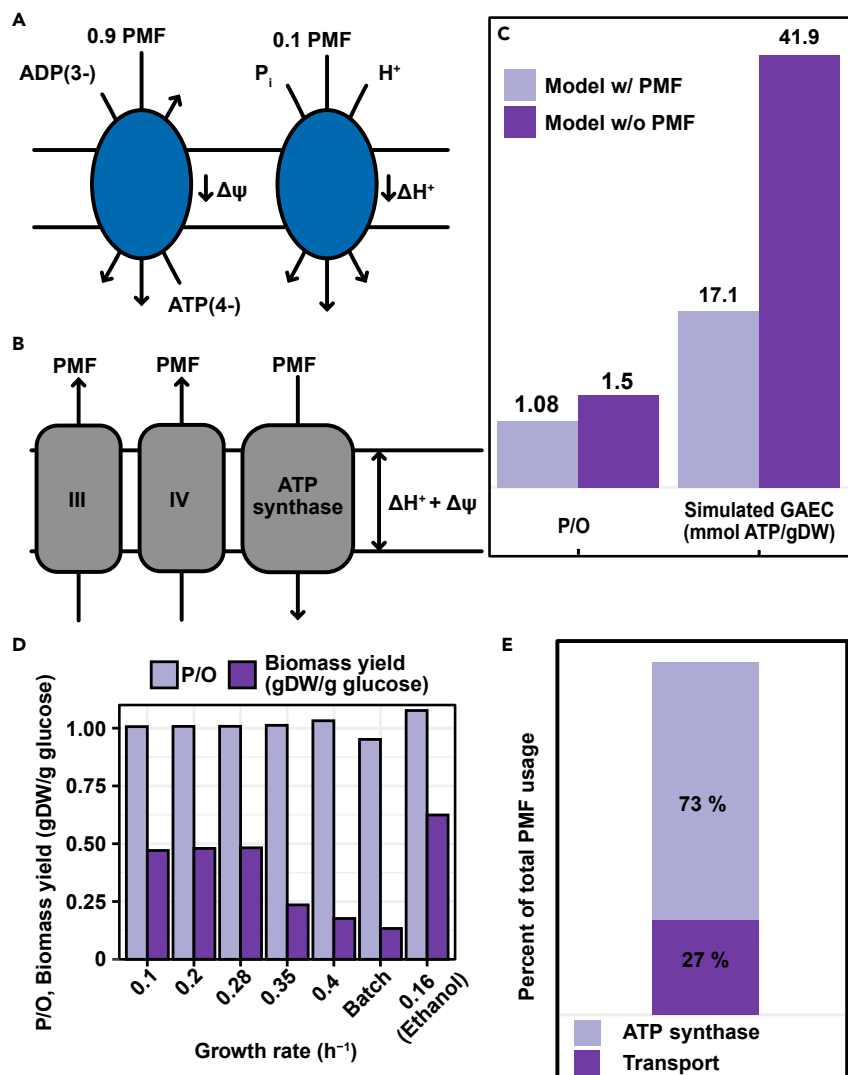 A
0.9 PMF
0.1 PMF
ADP(3-)
Pi
H+
↓Δψ
↓ΔH+
ATP(4-)
B
PMF
PMF
PMF
III
IV
ATP
synthase
ΔH+ + Δψ
C
41.9
Model w/ PMF
Model w/o PMF
17.1
1.5
1.08
P/O
Simulated GAEC
(mmol ATP/gDW)
D
P/O
Biomass yield
(gDW/g glucose)
P/O, Biomass yield (gDW/g glucose)
1.00
0.75
0.50
0.25
0
0.1
0.2
0.28
0.35
0.4
Batch
0.16
(Ethanol)
Growth rate (h⁻¹)
E
Percent of total PMF usage
73 %
27 %
ATP synthase
Transport